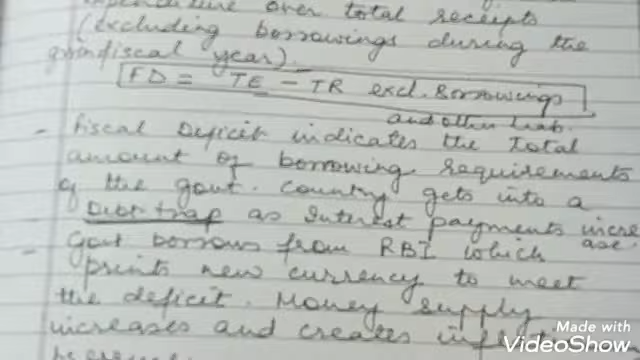 over total receipts
(excluding borrowings during the
fiscal year).
FD = TE - TR excl. Borrowings
and other liab.
- Fiscal Deficit indicates the total
amount of borrowing requirements
of the govt. Country gets into a
Debt trap as interest payments increase.
- Govt borrows from RBI which
prints new currency to meet
the deficit. Money supply
increases and creates
Made with
VideoShow